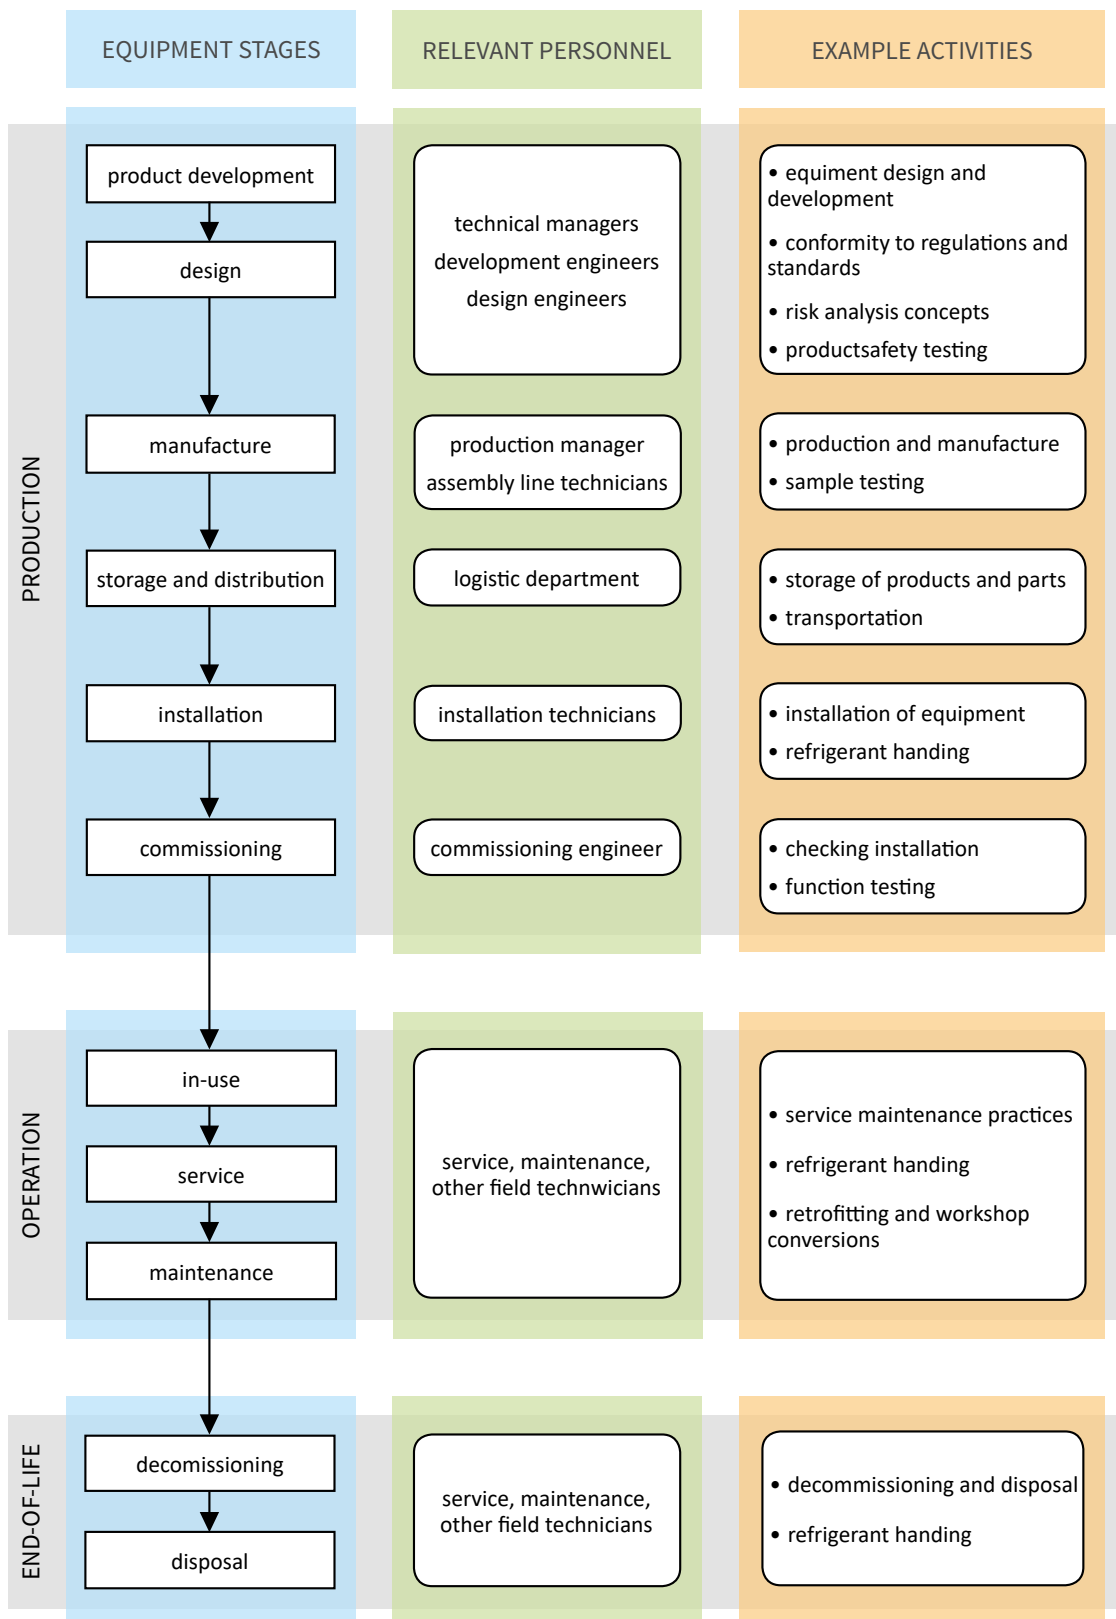 EQUIPMENT STAGES
RELEVANT PERSONNEL
EXAMPLE ACTIVITIES
PRODUCTION
product development
design
technical managers
development engineers
design engineers
• equiment design and
development
• conformity to regulations and
standards
• risk analysis concepts
• productsafety testing
manufacture
production manager
assembly line technicians
• production and manufacture
• sample testing
storage and distribution
logistic department
• storage of products and parts
• transportation
installation
installation technicians
• installation of equipment
• refrigerant handing
commissioning
commissioning engineer
• checking installation
• function testing
OPERATION
in-use
service
maintenance
service, maintenance,
other field technwicians
• service maintenance practices
• refrigerant handing
• retrofitting and workshop
conversions
END-OF-LIFE
decomissioning
disposal
service, maintenance,
other field technicians
• decommissioning and disposal
• refrigerant handing